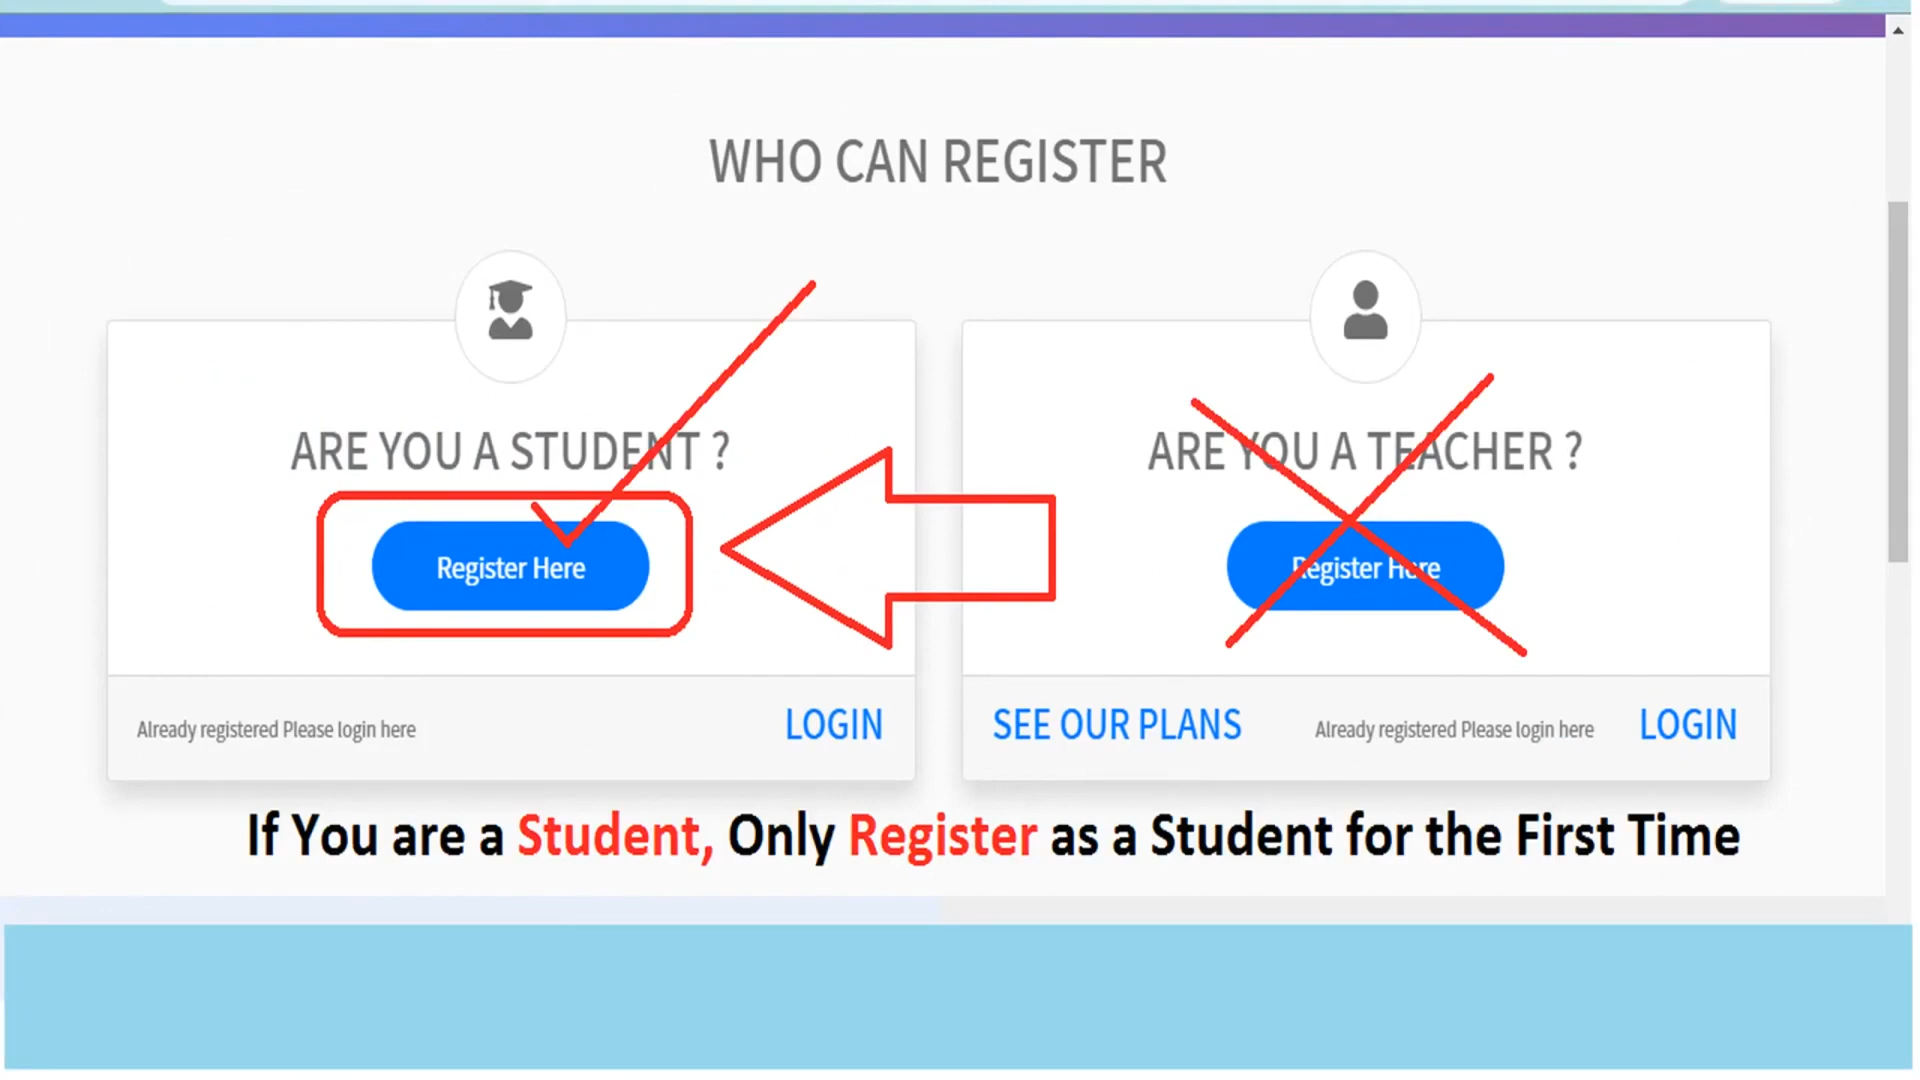 WHO CAN REGISTER
ARE YOU A STUDENT ?
Register Here
Already registered Please login here
LOGIN
ARE YOU A TEACHER ?
Register Here
SEE OUR PLANS
Already registered Please login here
LOGIN
If You are a Student, Only Register as a Student for the First Time